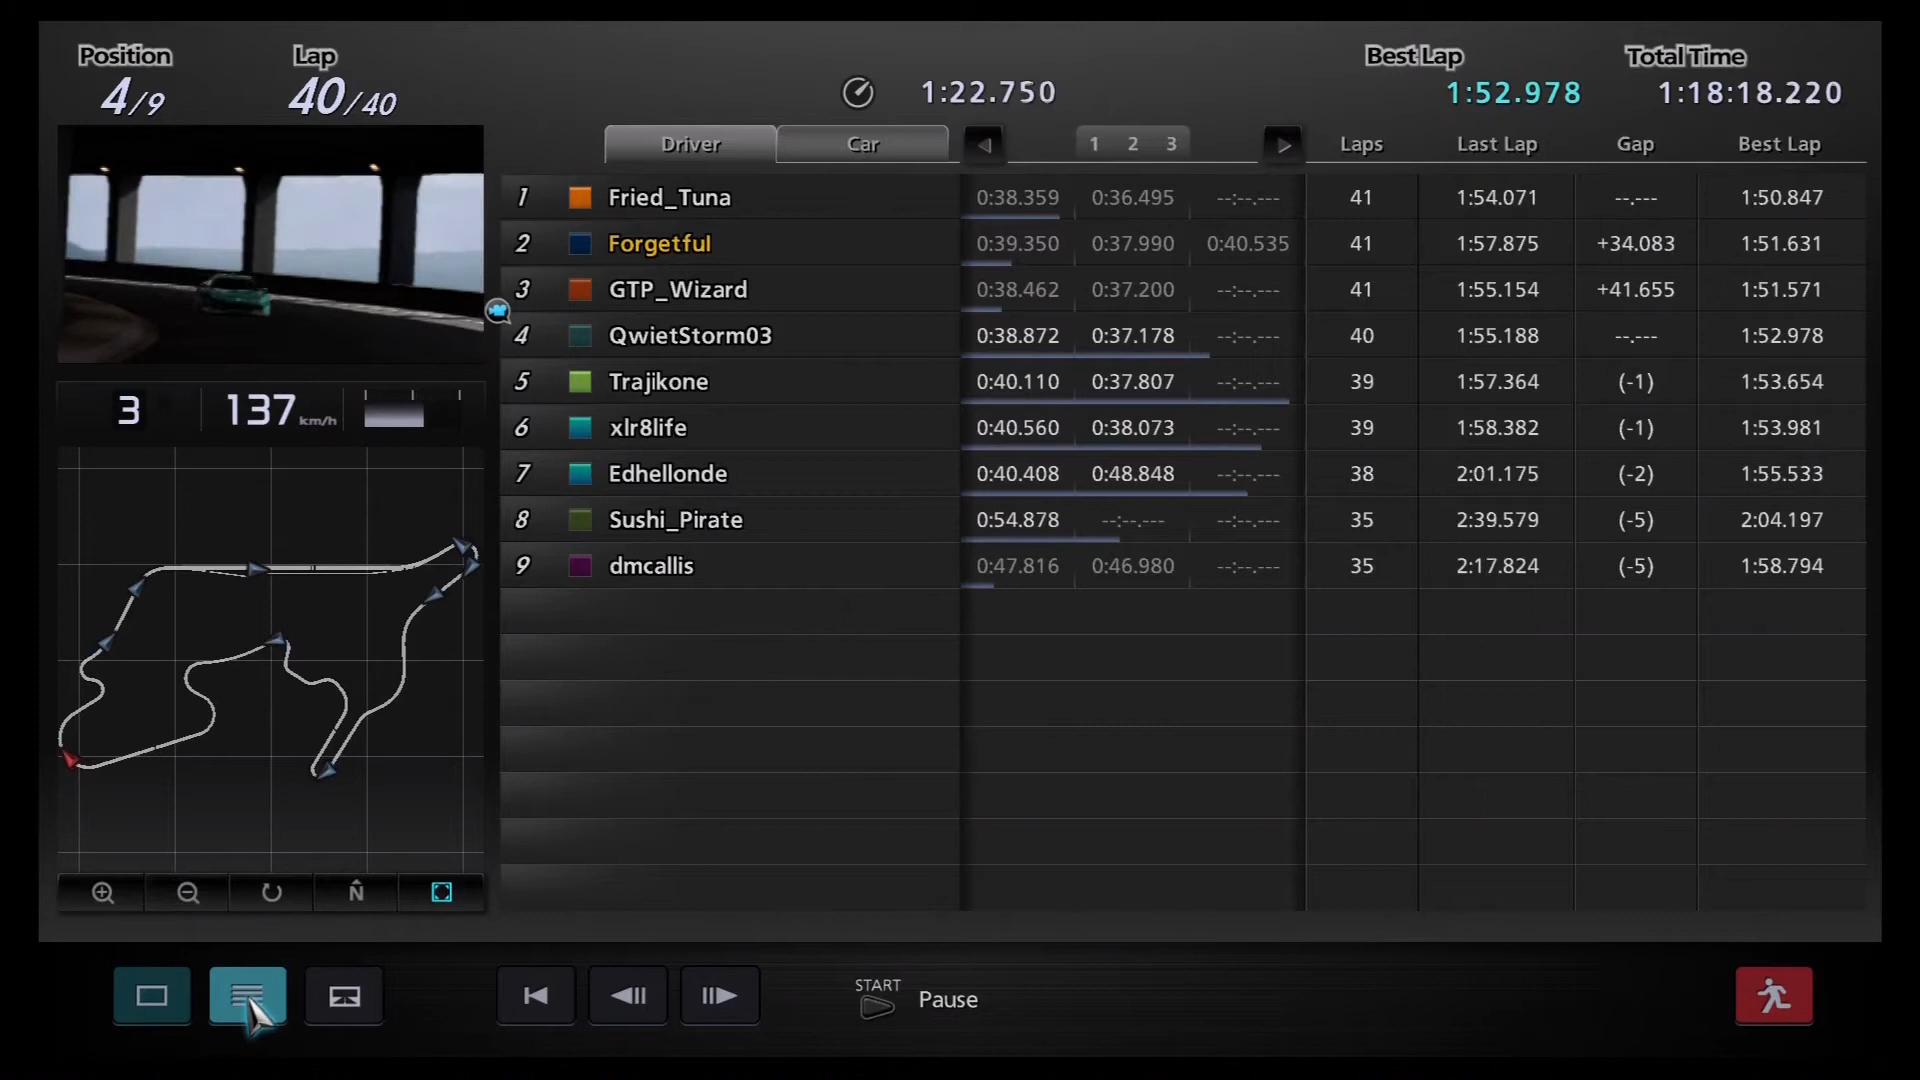 Position Lap Best Lap Total Time
4/9 40/40 1:22.750 1:52.978 1:18:18.220
Driver Car 1 2 3 Laps Last Lap Gap Best Lap
1 Fried_Tuna 0:38.359 0:36.495 --:--.--- 41 1:54.071 --.--- 1:50.847
2 Forgetful 0:39.350 0:37.990 0:40.535 41 1:57.875 +34.083 1:51.631
3 GTP_Wizard 0:38.462 0:37.200 --:--.--- 41 1:55.154 +41.655 1:51.571
4 QwietStorm03 0:38.872 0:37.178 --:--.--- 40 1:55.188 --.--- 1:52.978
5 Trajikone 0:40.110 0:37.807 --:--.--- 39 1:57.364 (-1) 1:53.654
6 xlr8life 0:40.560 0:38.073 --:--.--- 39 1:58.382 (-1) 1:53.981
7 Edhellonde 0:40.408 0:48.848 --:--.--- 38 2:01.175 (-2) 1:55.533
8 Sushi_Pirate 0:54.878 --:--.--- --:--.--- 35 2:39.579 (-5) 2:04.197
9 dmcallis 0:47.816 0:46.980 --:--.--- 35 2:17.824 (-5) 1:58.794
3 137 km/h
N
START
Pause